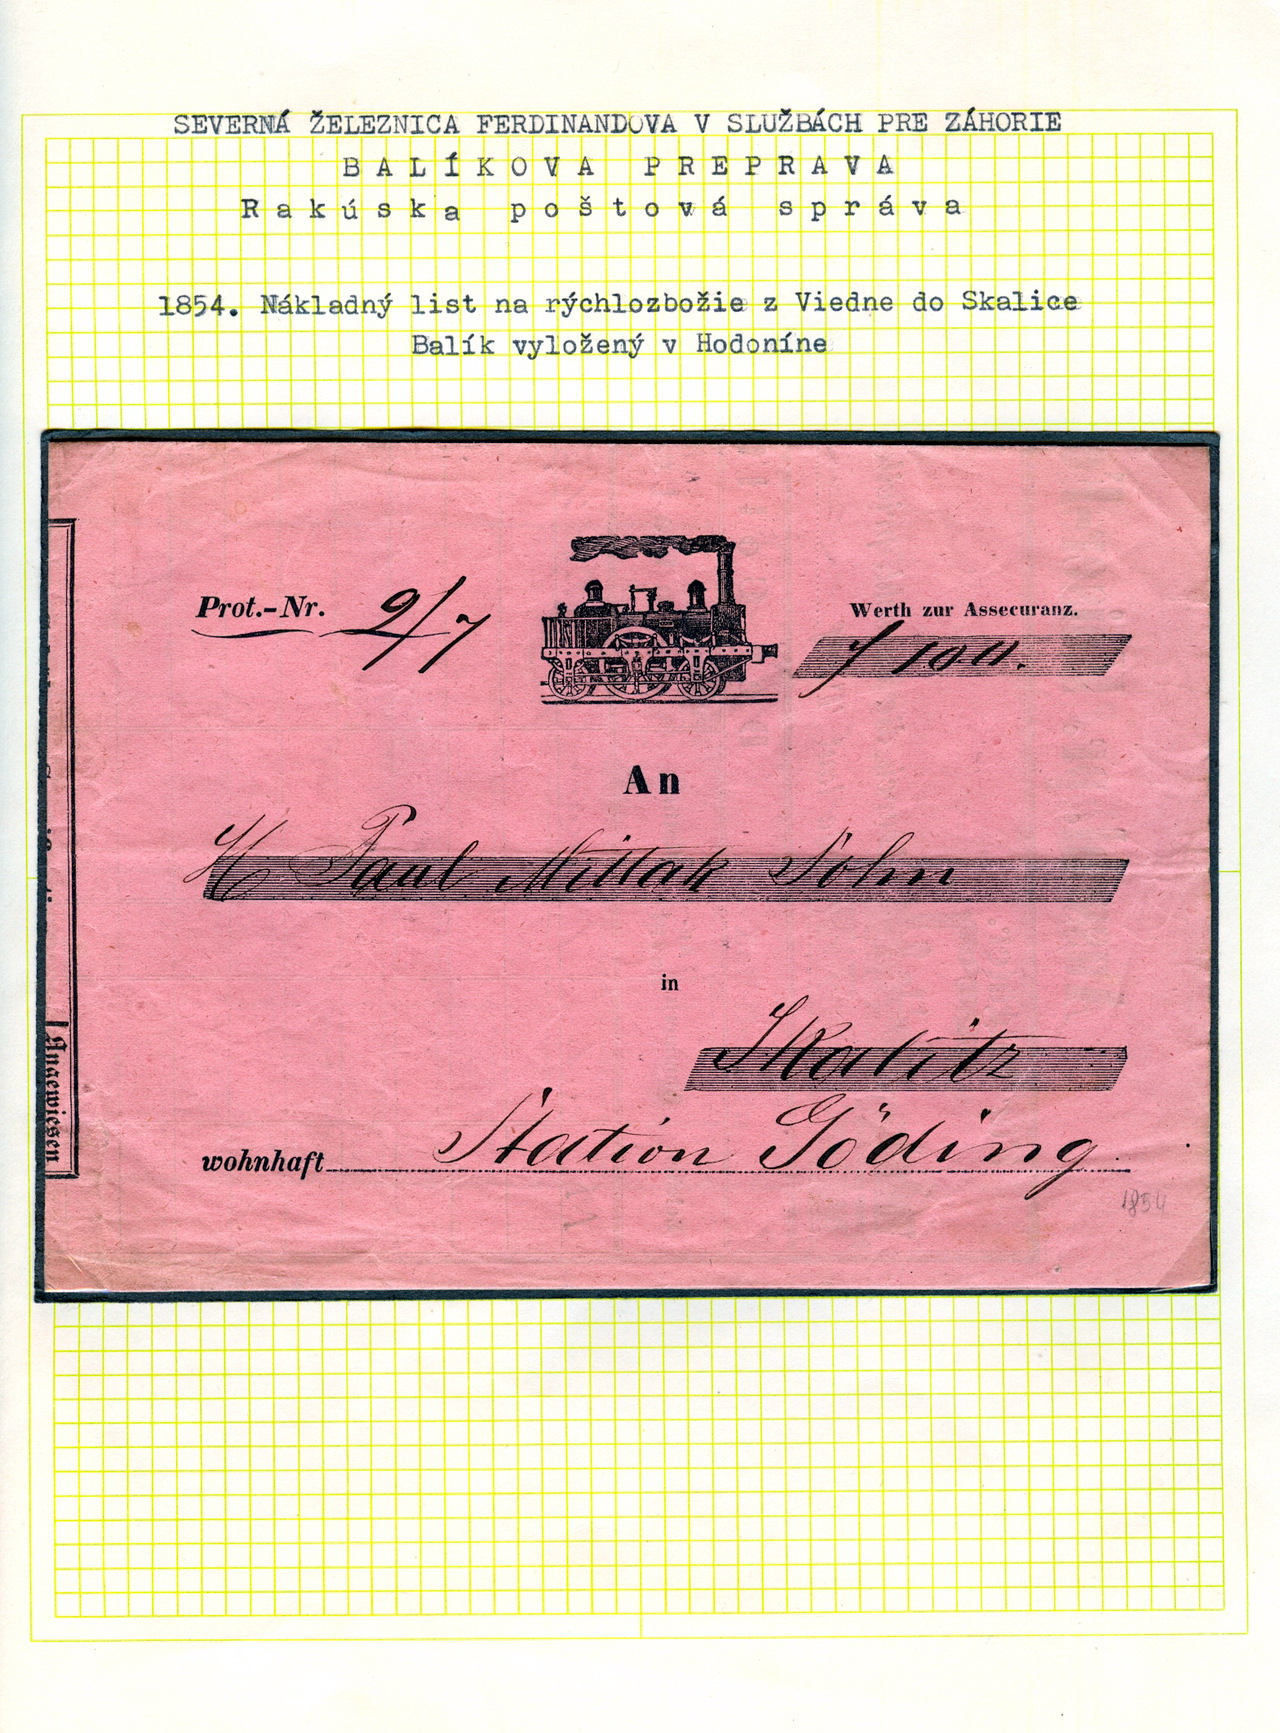 SEVERNÁ ŽELEZNICA FERDINANDOVA V SLUŽBÁCH PRE ZÁHORIE
BALÍKOVA PREPRAVA
Rakúska poštová správa
1854. Nákladný list na rýchlozbožie z Viedne do Skalice
Balík vyložený v Hodoníne
Prot.-Nr. 9/7
Werth zur Assecuranz.
f 100.
An
H Paul Mittak Sohn
in
Skalitz
wohnhaft Station Göding
1854
Angewiesen